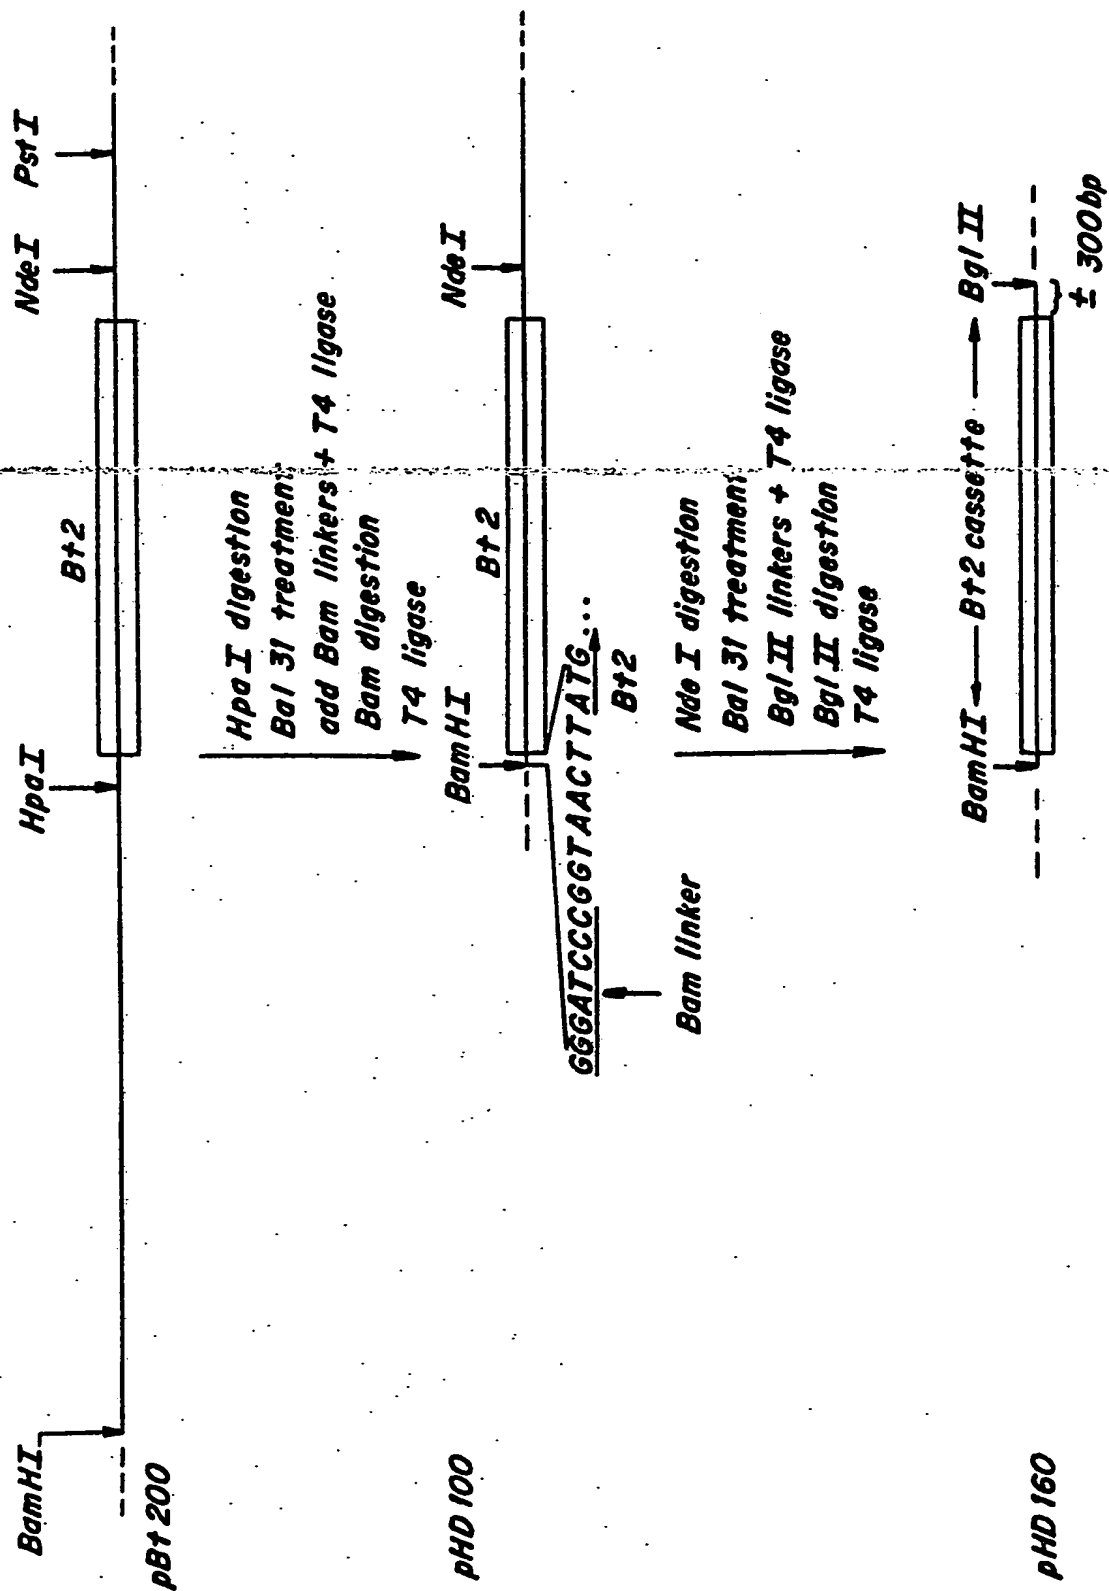 BamHI
HpaI
NdeI PstI
Bt2
pBt200
HpaI digestion
Bal 31 treatment
add Bam linkers + T4 ligase
Bam digestion
T4 ligase
BamHI
NdeI
Bt2
pHD100
GGGATCCCGGTAACTTATG...
Bt2
Bam linker
Nde I digestion
Bal 31 treatment
Bgl II linkers + T4 ligase
Bgl II digestion
T4 ligase
BamHI ← Bt2 cassette → Bgl II
± 300bp
pHD160